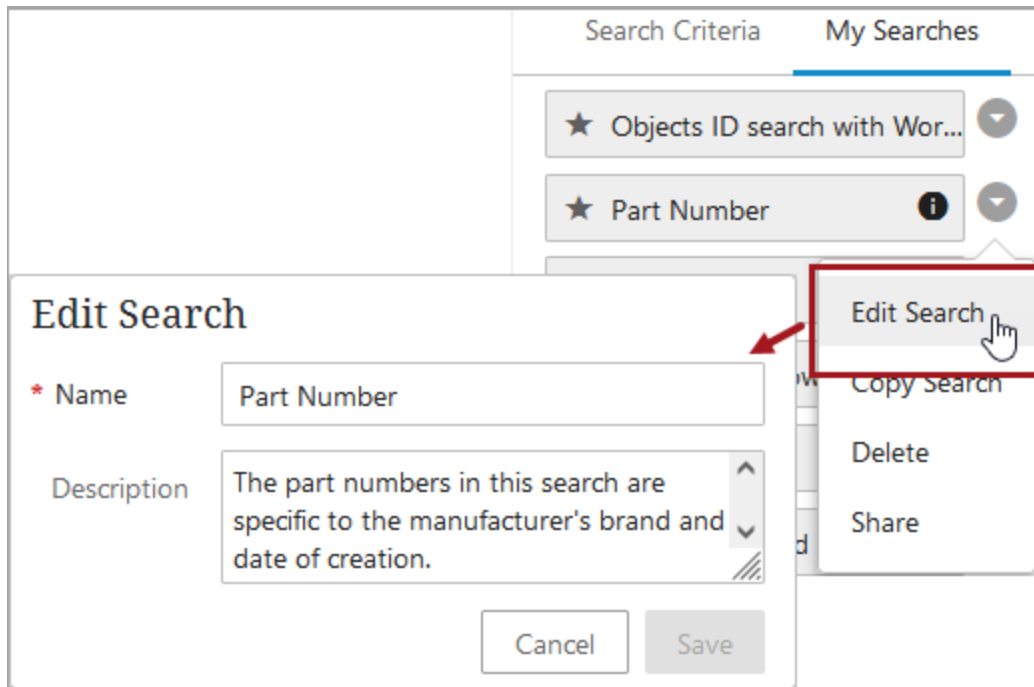 Search Criteria
My Searches
Objects ID search with Wor...
Part Number
Edit Search
Copy Search
Delete
Share
Edit Search
* Name
Part Number
Description
The part numbers in this search are
specific to the manufacturer's brand and
date of creation.
Cancel
Save